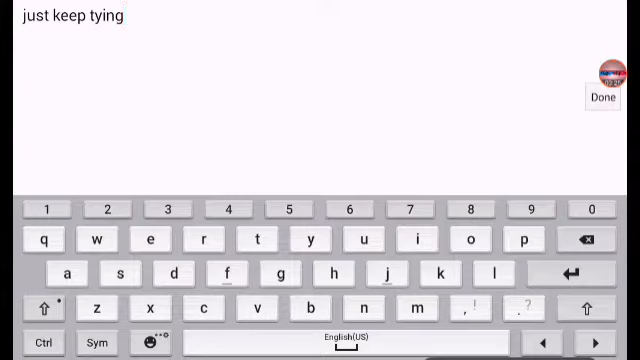 just keep tying
Done
1 2 3 4 5 6 7 8 9 0
q w e r t y u i o p
a s d f g h j k l
z x c v b n m , ! . ?
Ctrl Sym English(US)